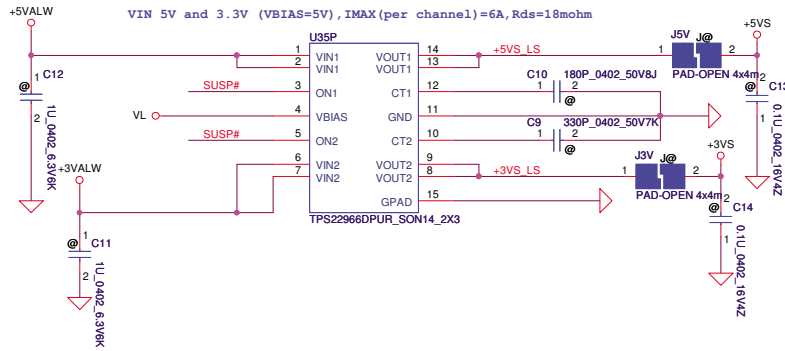 VIN 5V and 3.3V (VBIAS=5V),IMAX(per channel)=6A,Rds=18mohm
+5VALW
+5VS
U35P
J5V
J@
1
2
VIN1
VIN1
VOUT1
VOUT1
14
13
+5VS_LS
1
2
PAD-OPEN 4x4m
C12
@
1
2
1U_0402_6.3V6K
SUSP#
3
ON1
CT1
12
C10
180P_0402_50V8J
1
2
@
C13
@
1
2
0.1U_0402_16V4Z
VL
4
VBIAS
GND
11
C9
330P_0402_50V7K
SUSP#
5
ON2
CT2
10
1
2
@
+3VALW
6
7
VIN2
VIN2
VOUT2
VOUT2
9
8
+3VS_LS
J3V
J@
1
2
PAD-OPEN 4x4m
+3VS
GPAD
15
TPS22966DPUR_SON14_2X3
C11
@
1
2
1U_0402_6.3V6K
C14
@
1
2
0.1U_0402_16V4Z